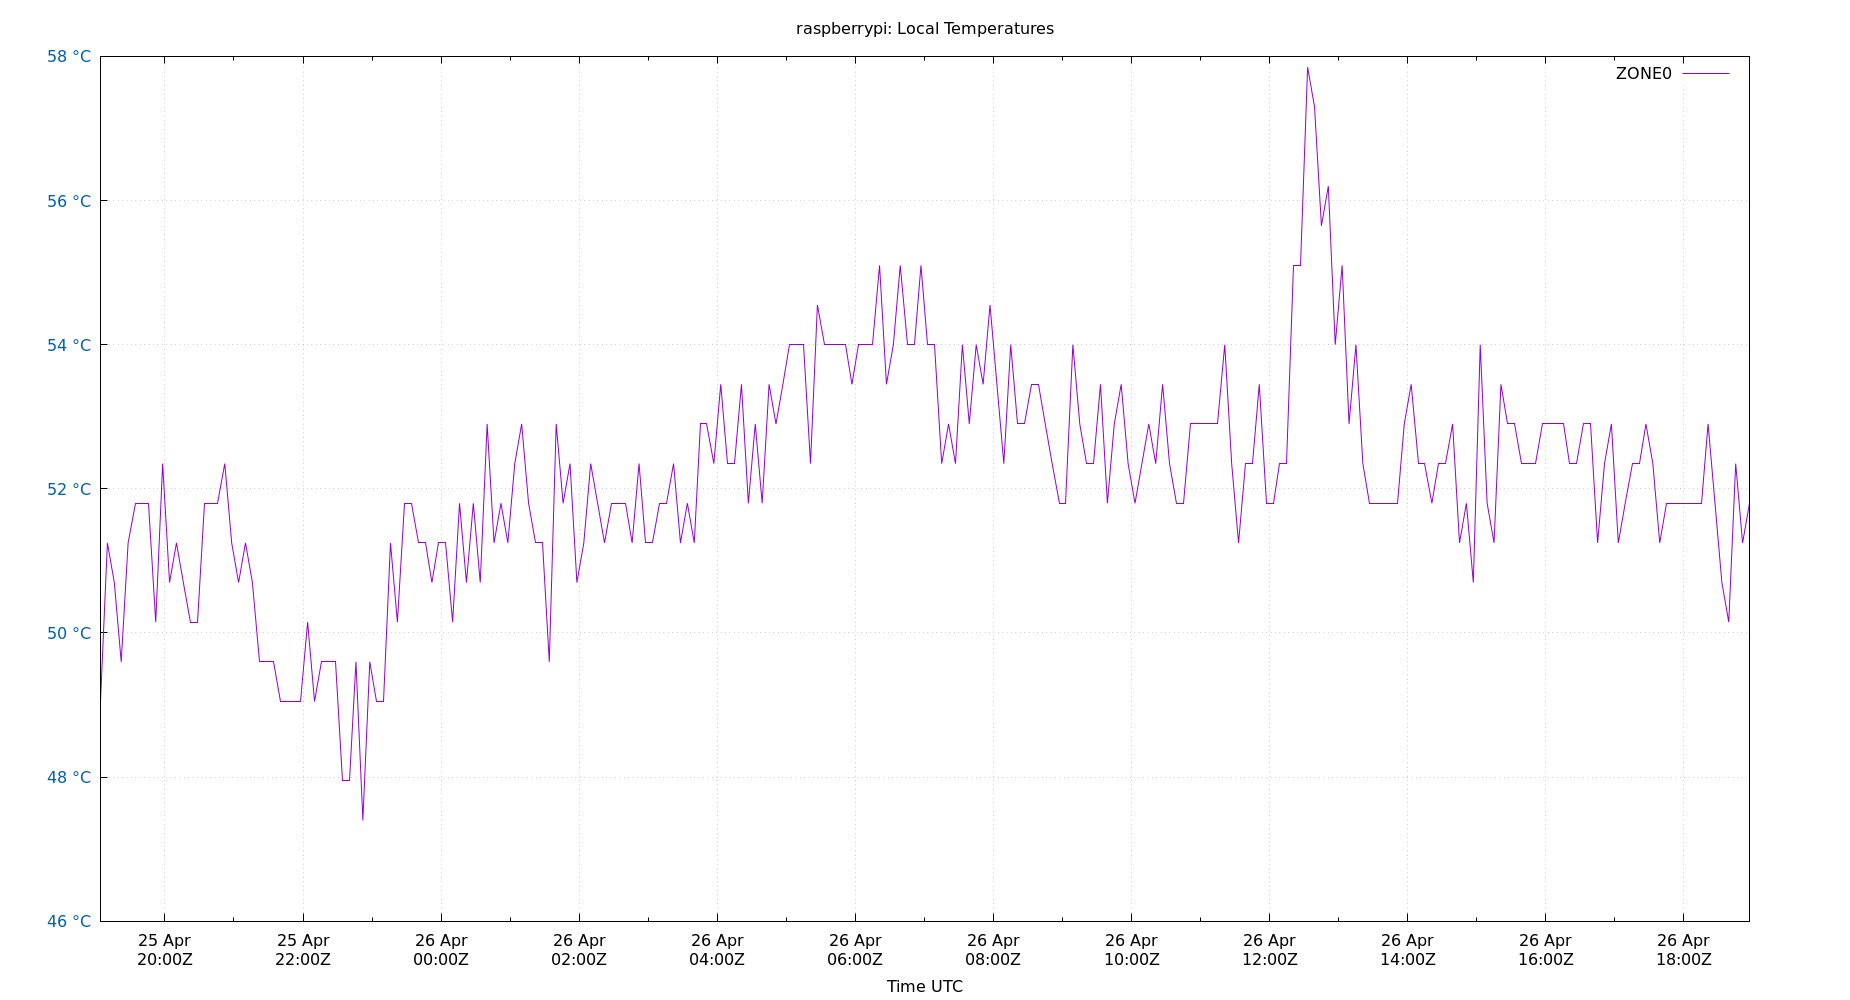 raspberrypi: Local Temperatures
58 °C
ZONE0
56 °C
54 °C
52 °C
50 °C
48 °C
46 °C
25 Apr 25 Apr 26 Apr 26 Apr 26 Apr 26 Apr 26 Apr 26 Apr 26 Apr 26 Apr 26 Apr 26 Apr
20:00Z 22:00Z 00:00Z 02:00Z 04:00Z 06:00Z 08:00Z 10:00Z 12:00Z 14:00Z 16:00Z 18:00Z
Time UTC